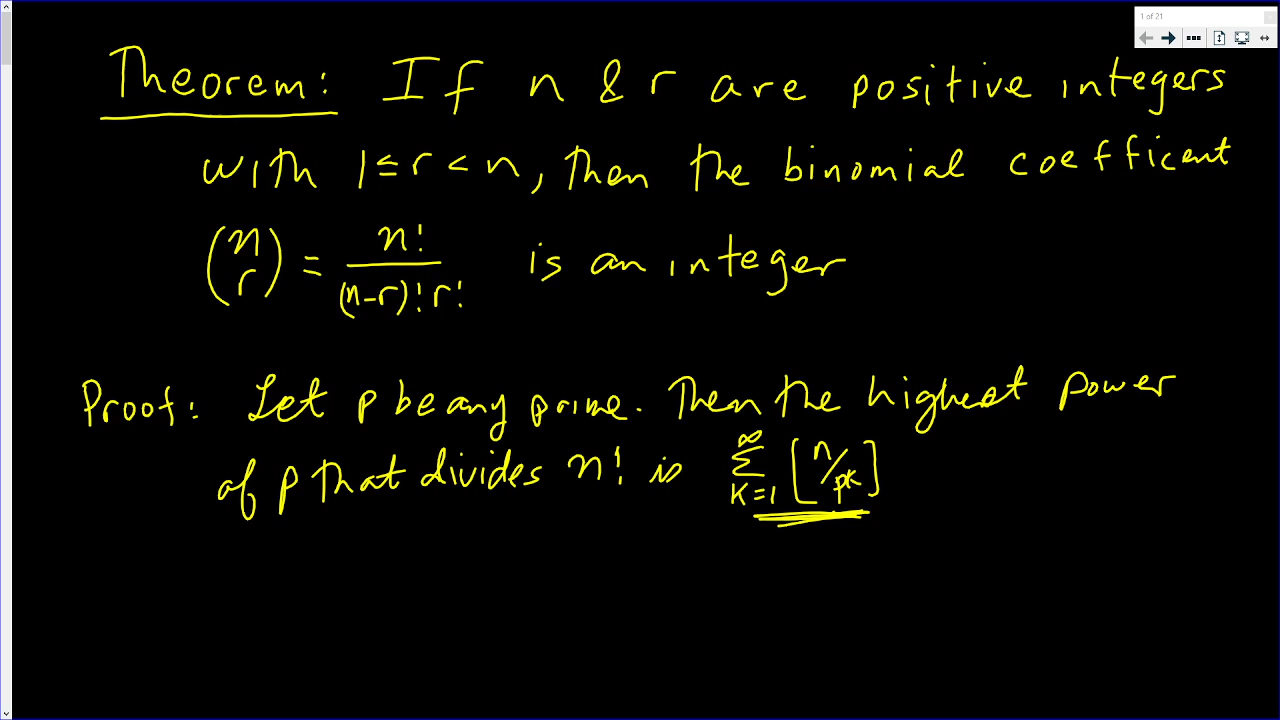 1 of 21
Theorem: If n & r are positive integers
with 1 ≤ r < n, then the binomial coefficent
(n r) = n! / (n-r)! r! is an integer
Proof: Let p be any prime. Then the highest power
of p that divides n! is ∑_{k=1}^{∞} [n/p^k]